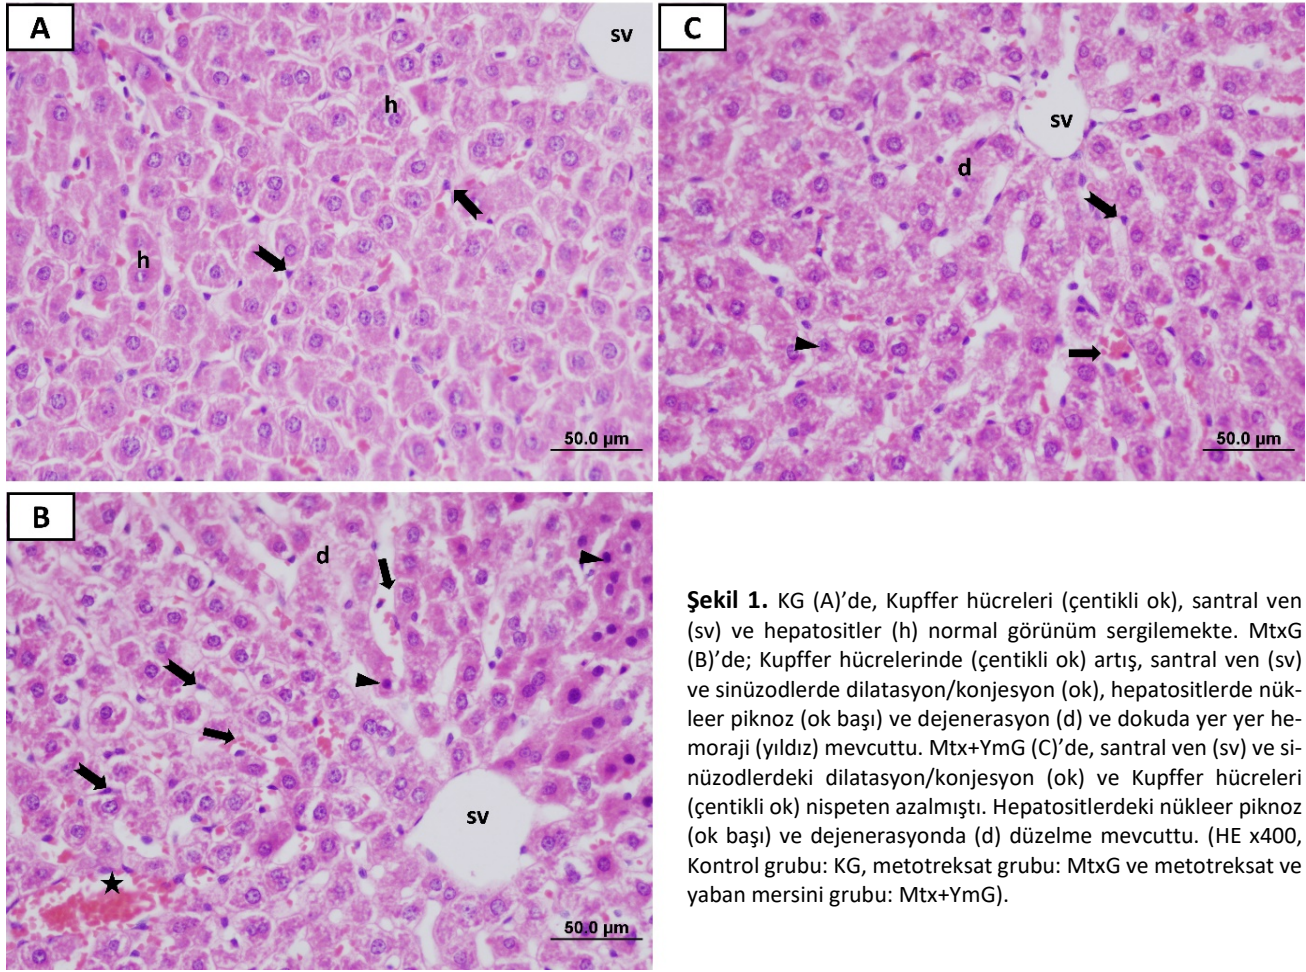 A
sv
h
h
50.0 µm
C
sv
d
50.0 µm
B
d
sv
50.0 µm
Şekil 1. KG (A)’de, Kupffer hücreleri (çentikli ok), santral ven
(sv) ve hepatositler (h) normal görünüm sergilemekte. MtxG
(B)’de; Kupffer hücrelerinde (çentikli ok) artış, santral ven (sv)
ve sinüzodlerde dilatasyon/konjesyon (ok), hepatositlerde nük-
leer piknoz (ok başı) ve dejenerasyon (d) ve dokuda yer yer he-
moraji (yıldız) mevcuttu. Mtx+YmG (C)’de, santral ven (sv) ve si-
nüzodlerdeki dilatasyon/konjesyon (ok) ve Kupffer hücreleri
(çentikli ok) nispeten azalmıştı. Hepatositlerdeki nükleer piknoz
(ok başı) ve dejenerasyonda (d) düzelme mevcuttu. (HE x400,
Kontrol grubu: KG, metotreksat grubu: MtxG ve metotreksat ve
yaban mersini grubu: Mtx+YmG).